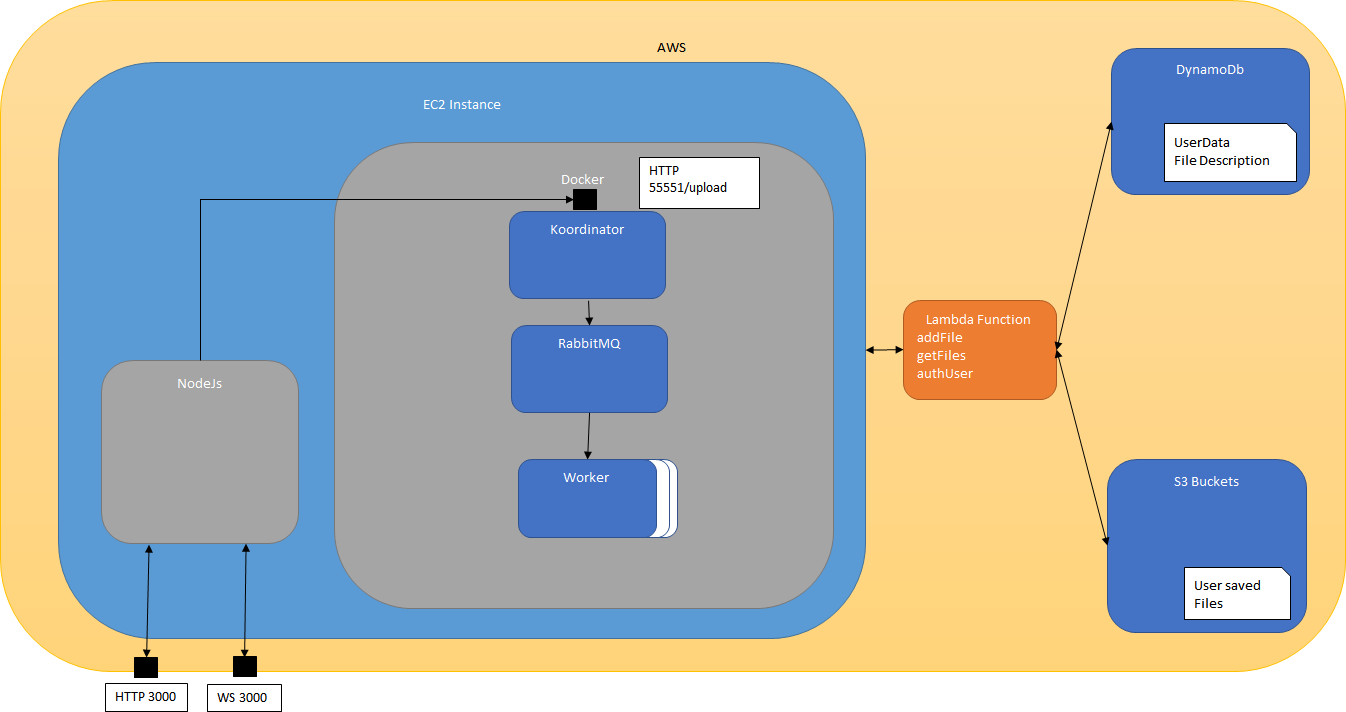 AWS
EC2 Instance
Docker
HTTP
55551/upload
Koordinator
RabbitMQ
Worker
NodeJs
HTTP 3000
WS 3000
Lambda Function
addFile
getFiles
authUser
DynamoDb
UserData
File Description
S3 Buckets
User saved
Files